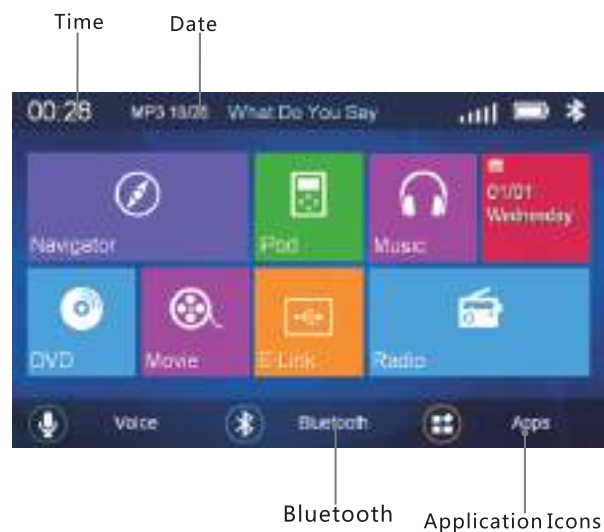 Time Date
00:28 MP3 18/28 What Do You Say
01/01
Wednesday
Navigator iPod Music
DVD Movie E-Link Radio
Voice Bluetooth Apps
Bluetooth Application Icons